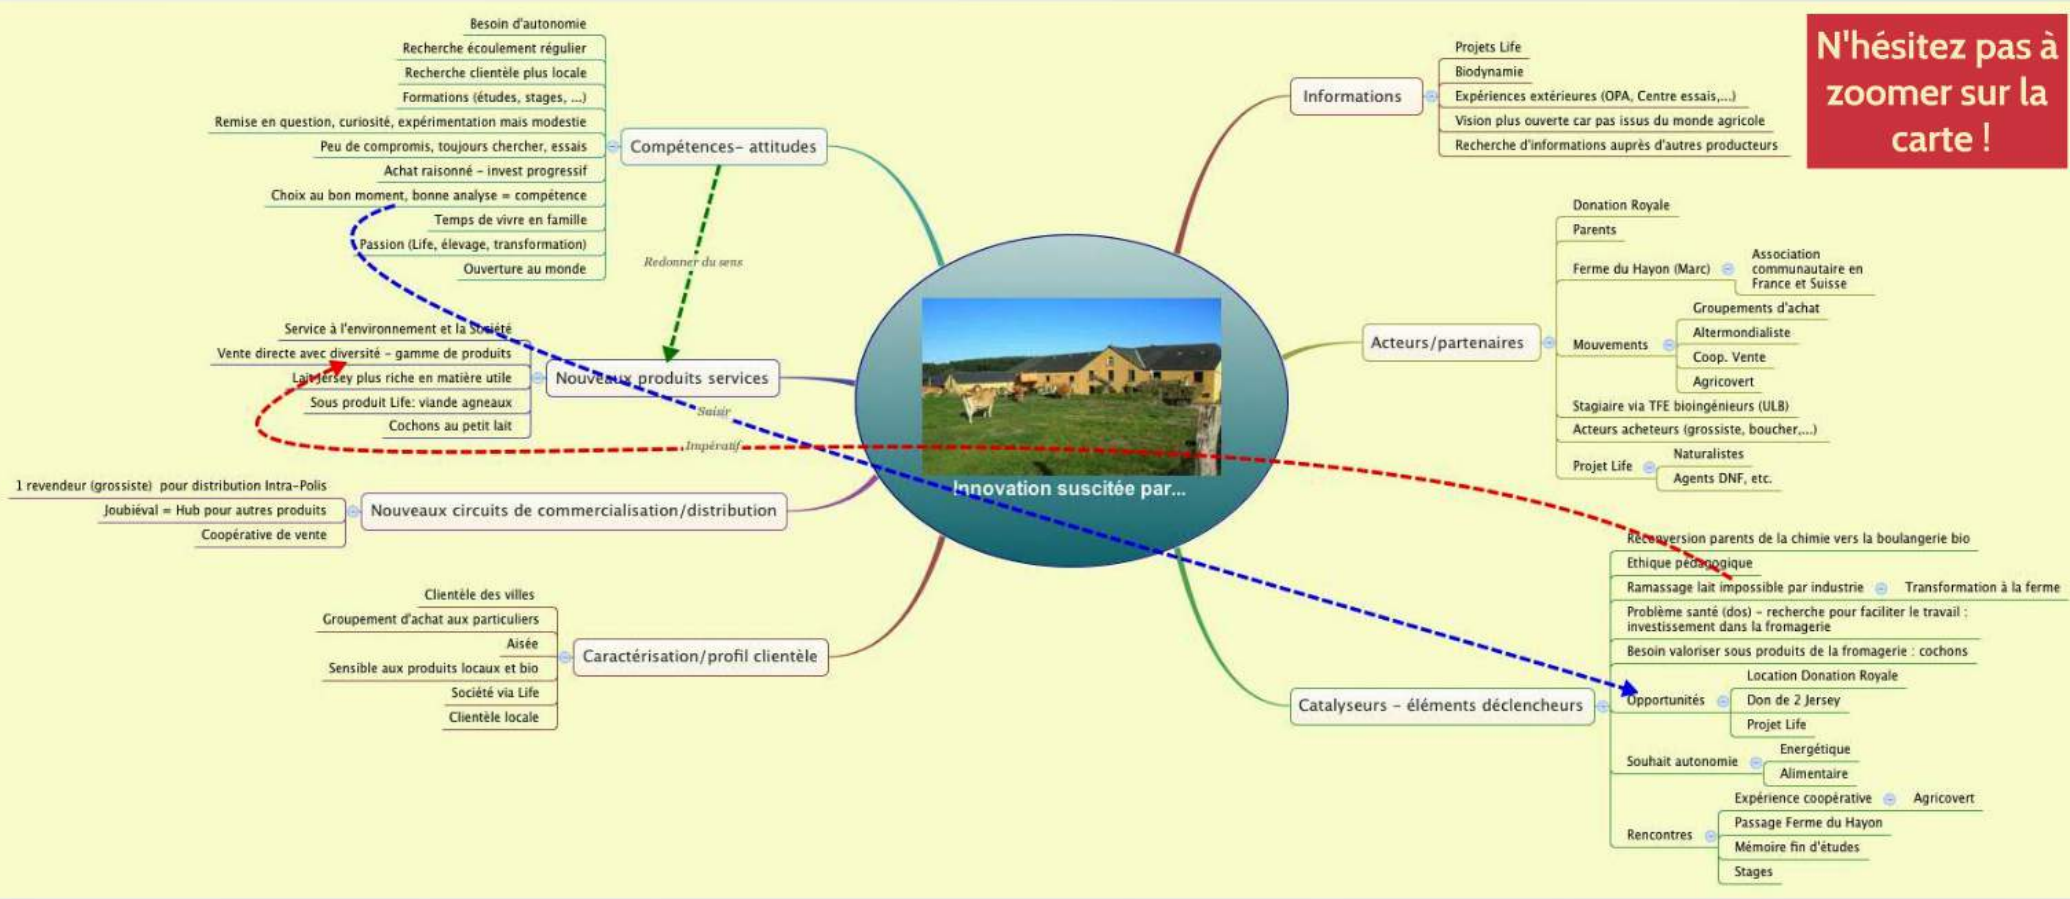 Besoin d'autonomie
Recherche écoulement régulier
Recherche clientèle plus locale
Formations (études, stages, ...)
Remise en question, curiosité, expérimentation mais modestie
Peu de compromis, toujours chercher, essais
Achat raisonné - invest progressif
Choix au bon moment, bonne analyse = compétence
Temps de vivre en famille
Passion (Life, élevage, transformation)
Ouverture au monde
Compétences- attitudes
Redonner du sens
Service à l'environnement et la Société
Vente directe avec diversité - gamme de produits
Lait Jersey plus riche en matière utile
Sous produit Life: viande agneaux
Cochons au petit lait
Nouveaux produits services
Saisir
Impératif
1 revendeur (grossiste) pour distribution Intra-Polis
Joubiéval = Hub pour autres produits
Coopérative de vente
Nouveaux circuits de commercialisation/distribution
Clientèle des villes
Groupement d'achat aux particuliers
Aisée
Sensible aux produits locaux et bio
Société via Life
Clientèle locale
Caractérisation/profil clientèle
Innovation suscitée par...
Informations
Projets Life
Biodynamie
Expériences extérieures (OPA, Centre essais,...)
Vision plus ouverte car pas issus du monde agricole
Recherche d'informations auprès d'autres producteurs
N'hésitez pas à
zoomer sur la
carte !
Acteurs/partenaires
Donation Royale
Parents
Ferme du Hayon (Marc)
Association
communautaire en
France et Suisse
Mouvements
Groupements d'achat
Altermondialiste
Coop. Vente
Agricovert
Stagiaire via TFE bioingénieurs (ULB)
Acteurs acheteurs (grossiste, boucher,...)
Projet Life
Naturalistes
Agents DNF, etc.
Catalyseurs - éléments déclencheurs
Reconversion parents de la chimie vers la boulangerie bio
Ethique pédagogique
Ramassage lait impossible par industrie
Transformation à la ferme
Problème santé (dos) - recherche pour faciliter le travail :
investissement dans la fromagerie
Besoin valoriser sous produits de la fromagerie : cochons
Opportunités
Location Donation Royale
Don de 2 Jersey
Projet Life
Souhait autonomie
Energétique
Alimentaire
Rencontres
Expérience coopérative
Agricovert
Passage Ferme du Hayon
Mémoire fin d'études
Stages